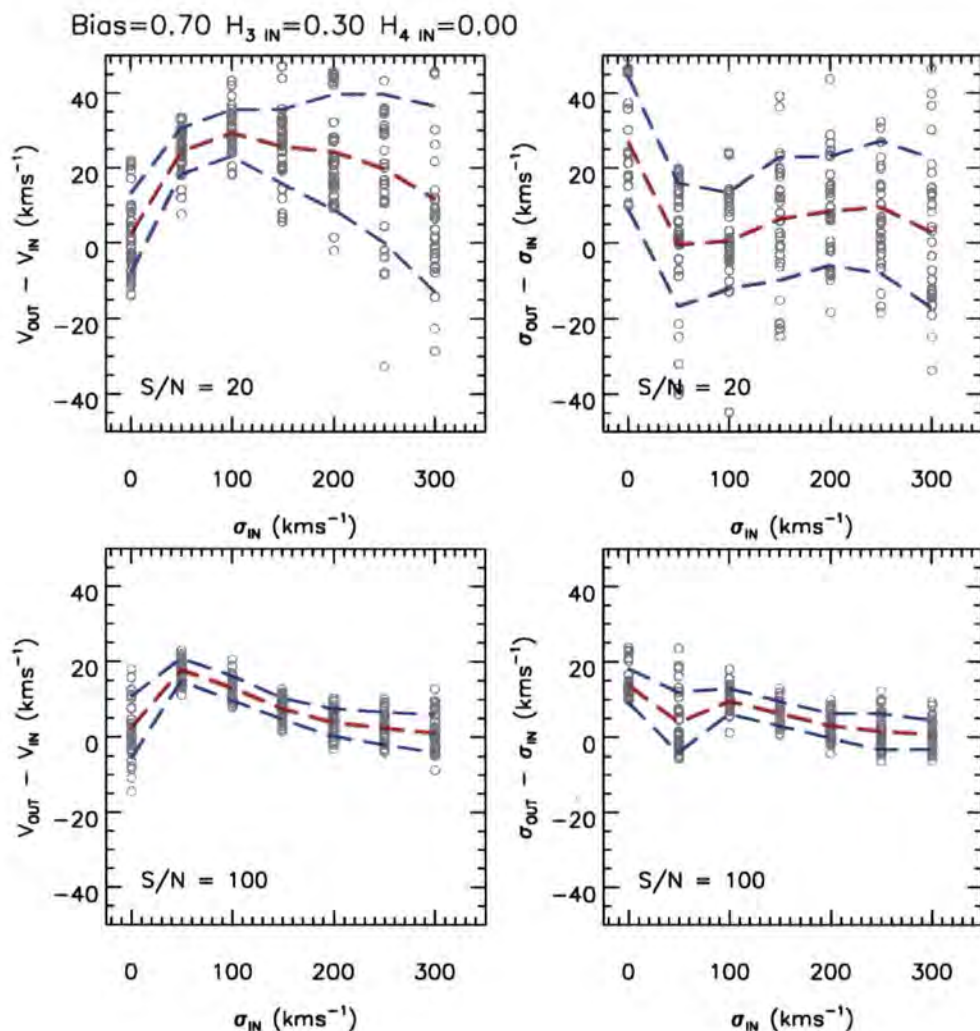 Bias=0.70 H3 IN=0.30 H4 IN=0.00
VOUT − VIN (kms⁻¹)
40
20
0
−20
−40
S/N = 20
0 100 200 300
σIN (kms⁻¹)
σOUT − σIN (kms⁻¹)
40
20
0
−20
−40
S/N = 20
0 100 200 300
σIN (kms⁻¹)
VOUT − VIN (kms⁻¹)
40
20
0
−20
−40
S/N = 100
0 100 200 300
σIN (kms⁻¹)
σOUT − σIN (kms⁻¹)
40
20
0
−20
−40
S/N = 100
0 100 200 300
σIN (kms⁻¹)